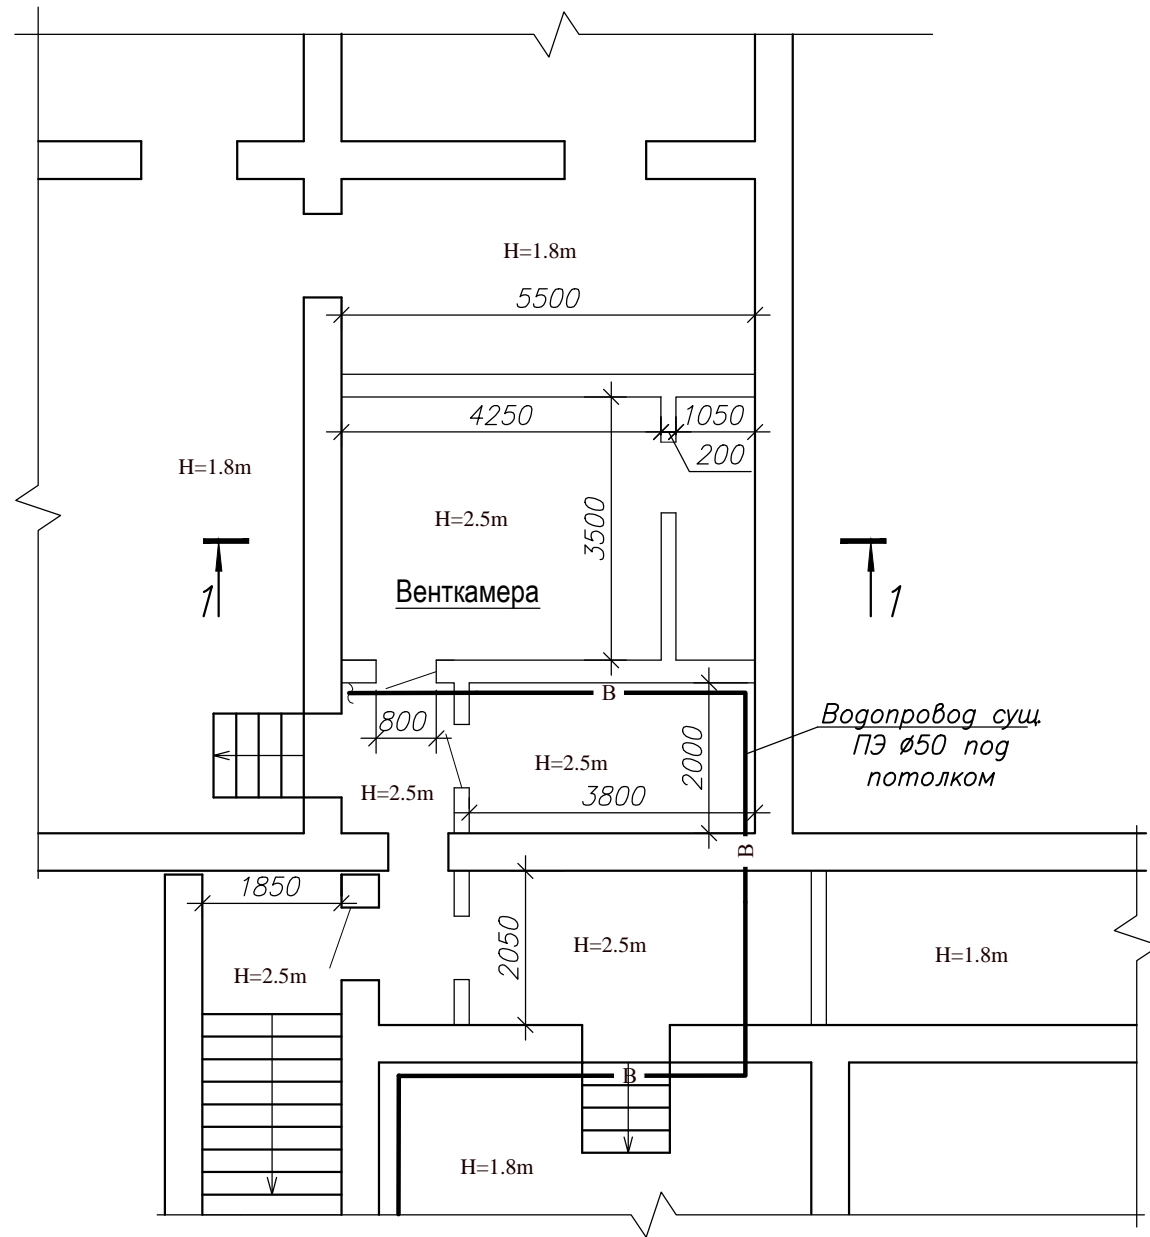 H=1.8m
5500
4250
1050
200
H=1.8m
H=2.5m
3500
Венткамера
1
1
В
800
H=2.5m
2000
Водопровод сущ.
ПЭ ø50 под
потолком
H=2.5m
3800
В
1850
2050
H=2.5m
H=1.8m
H=2.5m
В
H=1.8m